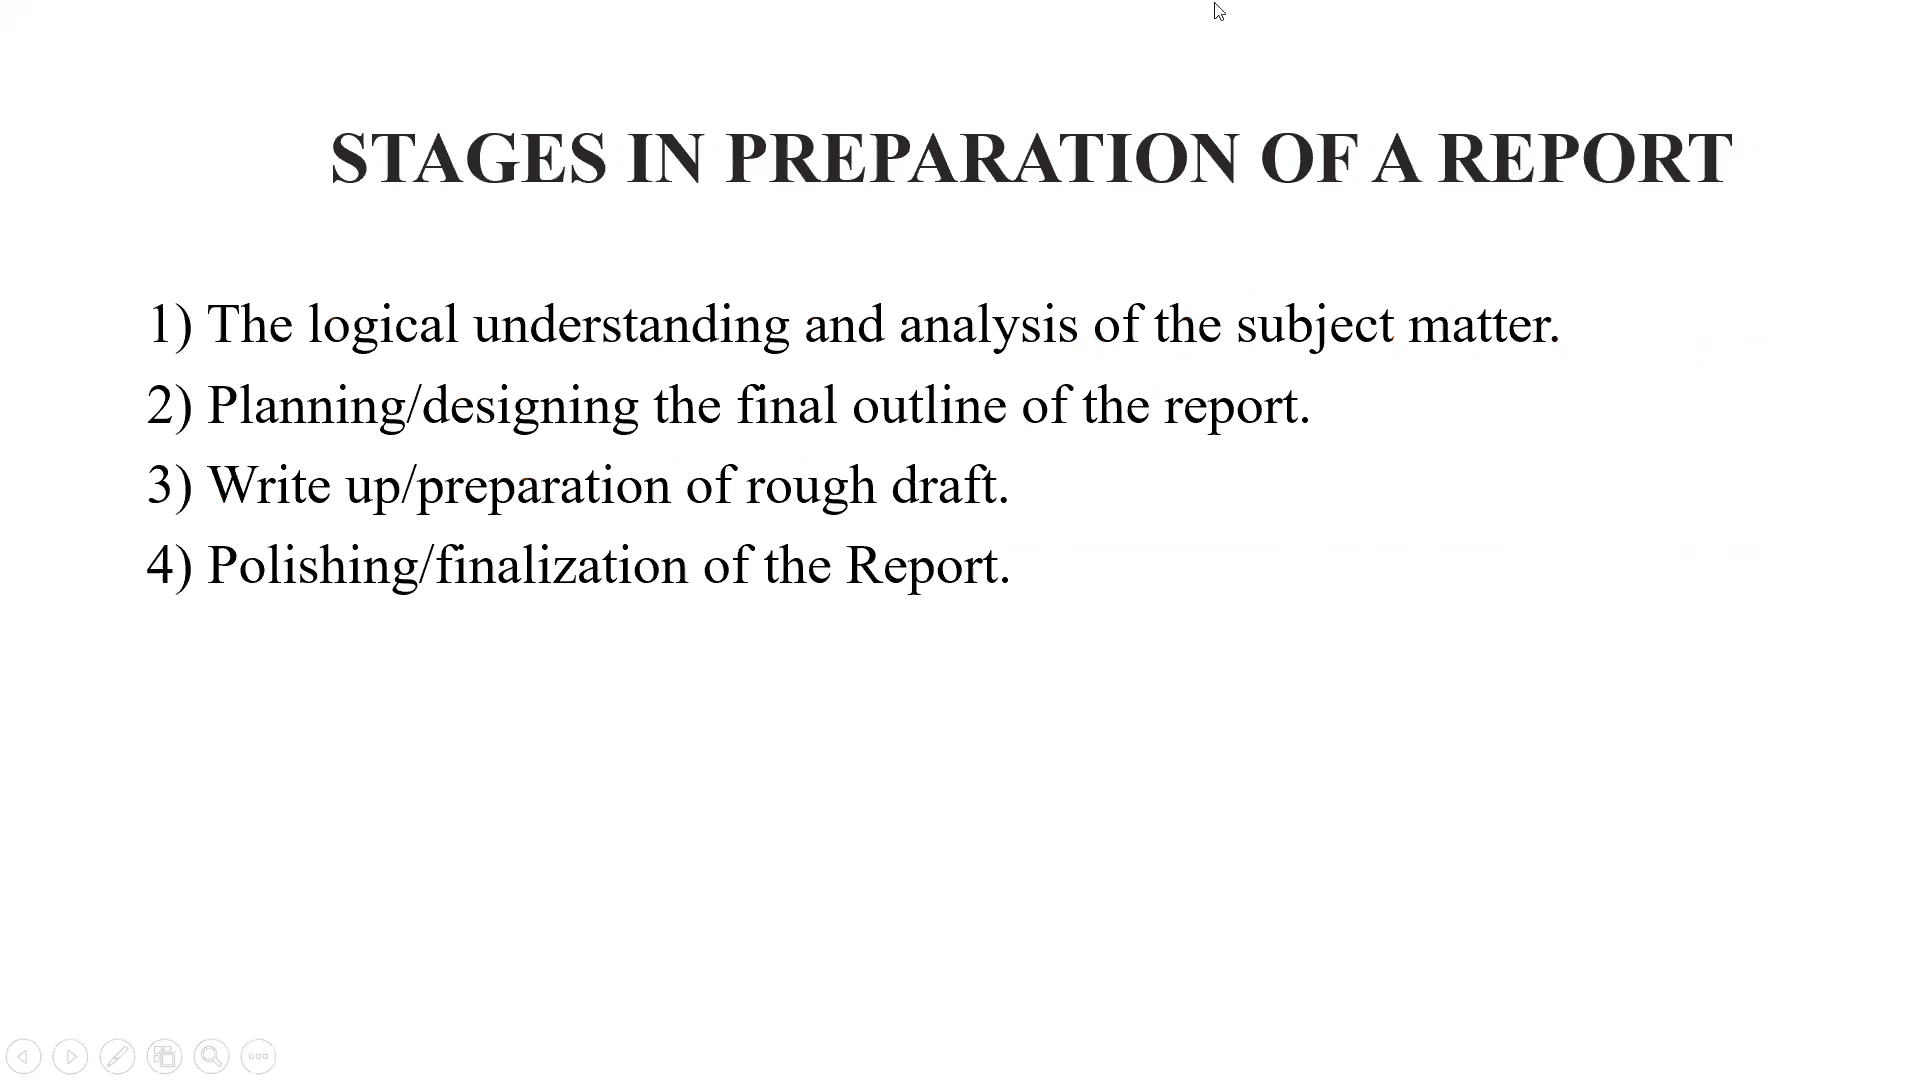 STAGES IN PREPARATION OF A REPORT
1) The logical understanding and analysis of the subject matter.
2) Planning/designing the final outline of the report.
3) Write up/preparation of rough draft.
4) Polishing/finalization of the Report.